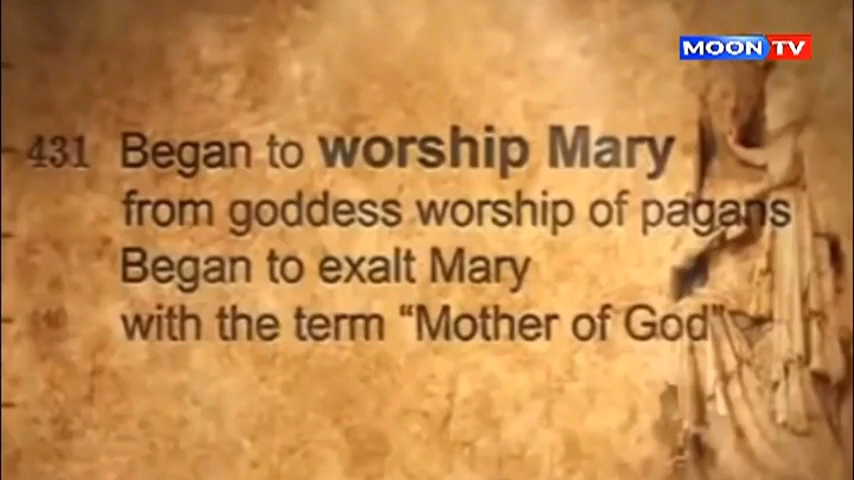 MOON TV
431 Began to worship Mary
from goddess worship of pagans
Began to exalt Mary
with the term “Mother of God”